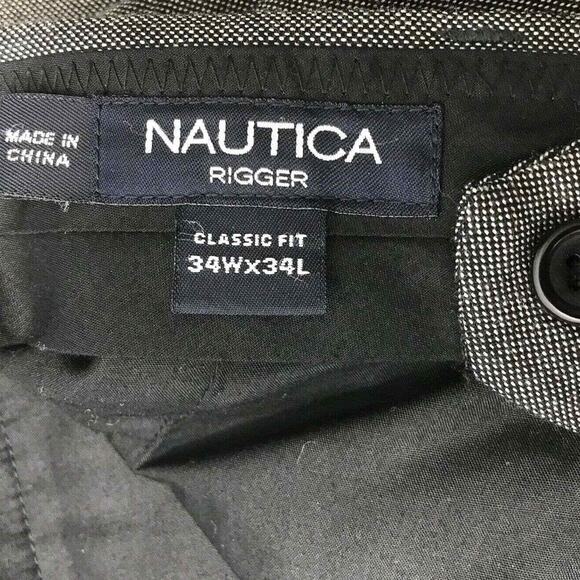 MADE IN
CHINA
NAUTICA
RIGGER
CLASSIC FIT
34Wx34L